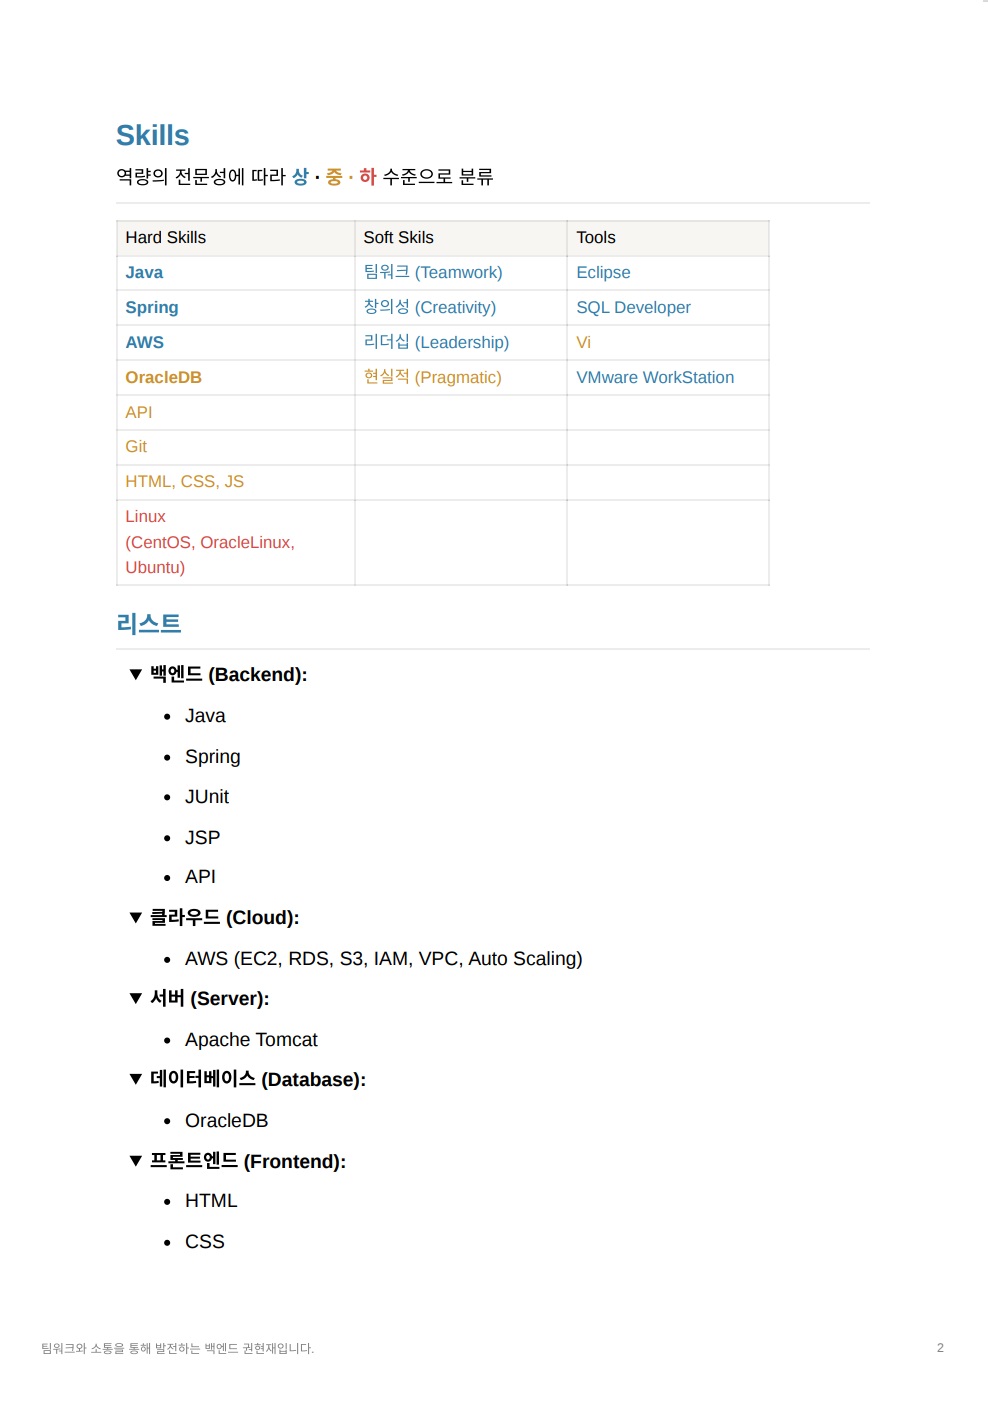 Skills
역량의 전문성에 따라 상 · 중 · 하 수준으로 분류
Hard Skills Soft Skils Tools
Java 팀워크 (Teamwork) Eclipse
Spring 창의성 (Creativity) SQL Developer
AWS 리더십 (Leadership) Vi
OracleDB 현실적 (Pragmatic) VMware WorkStation
API
Git
HTML, CSS, JS
Linux
(CentOS, OracleLinux,
Ubuntu)
리스트
▼ 백엔드 (Backend):
• Java
• Spring
• JUnit
• JSP
• API
▼ 클라우드 (Cloud):
• AWS (EC2, RDS, S3, IAM, VPC, Auto Scaling)
▼ 서버 (Server):
• Apache Tomcat
▼ 데이터베이스 (Database):
• OracleDB
▼ 프론트엔드 (Frontend):
• HTML
• CSS
팀워크와 소통을 통해 발전하는 백엔드 권현재입니다. 2